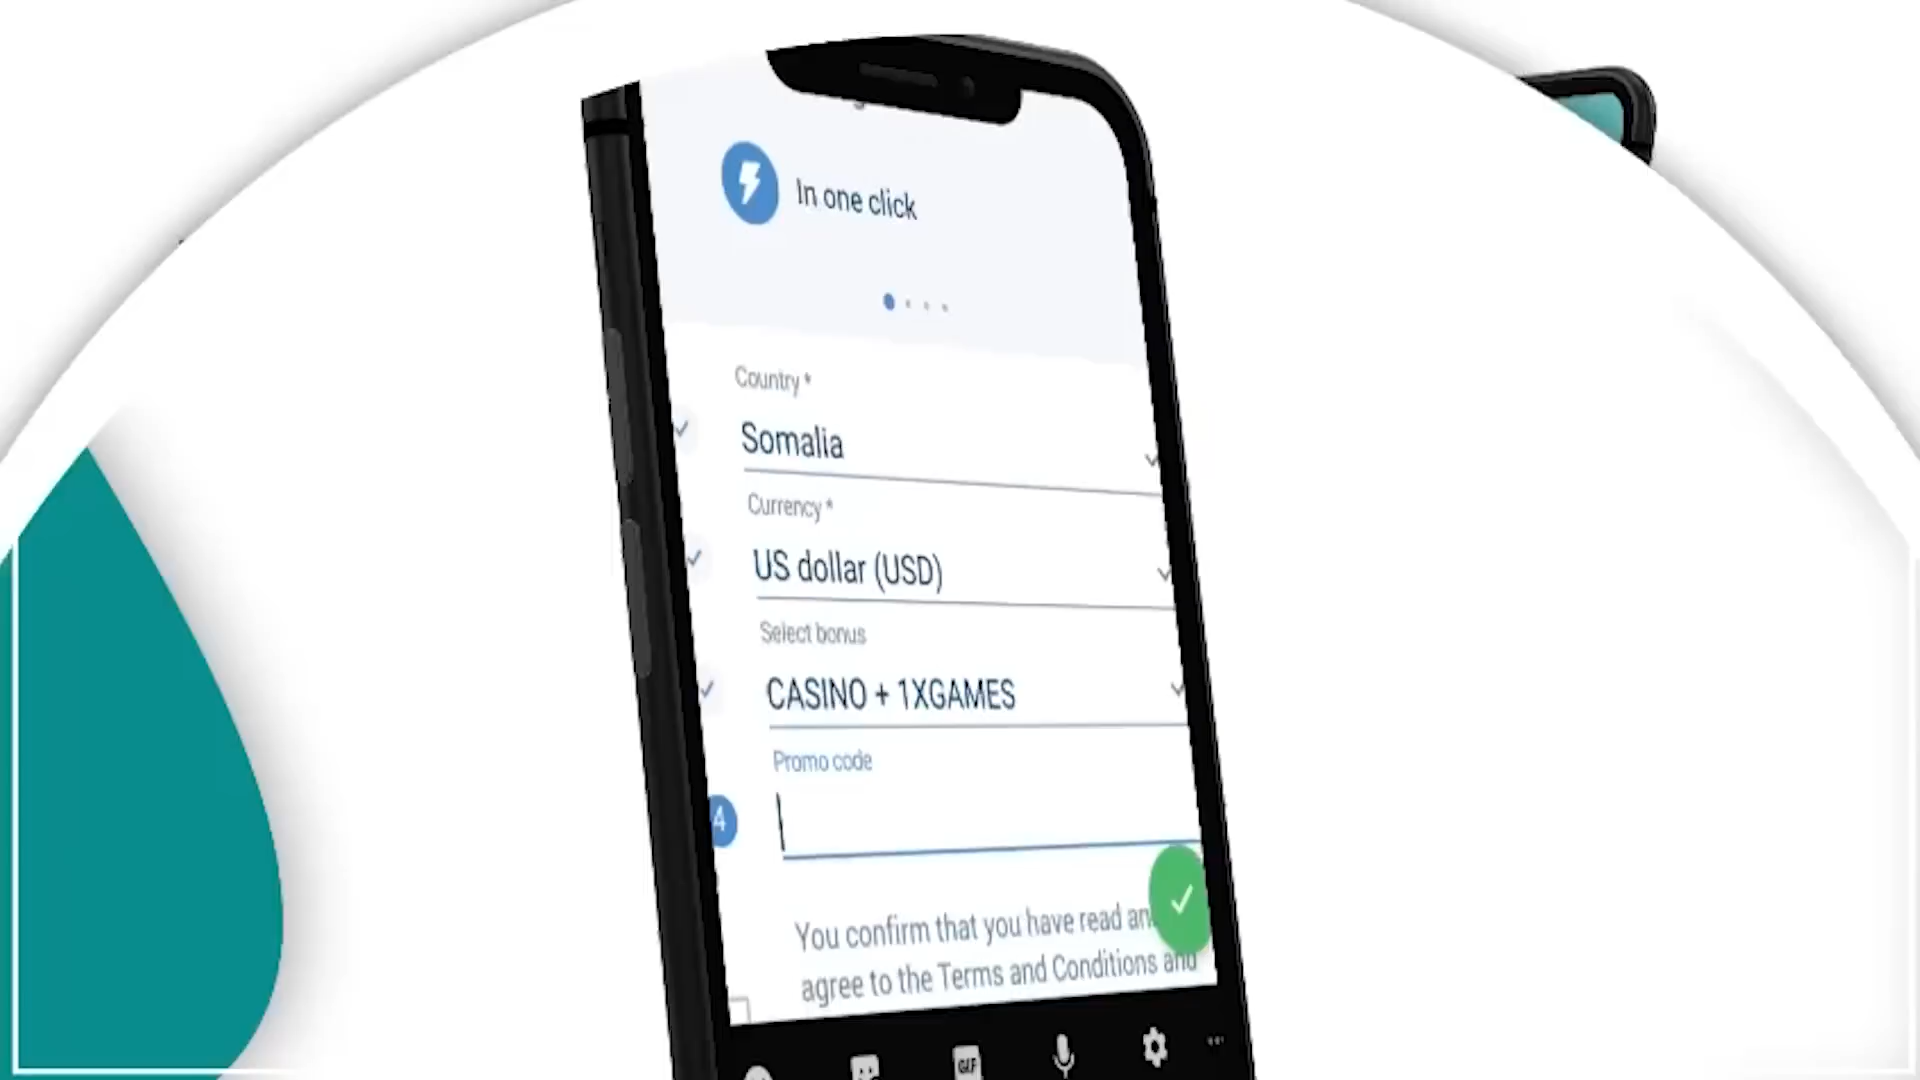 In one click
Country *
Somalia
Currency *
US dollar (USD)
Select bonus
CASINO + 1XGAMES
Promo code
4
You confirm that you have read
agree to the Terms and Conditions and
GIF